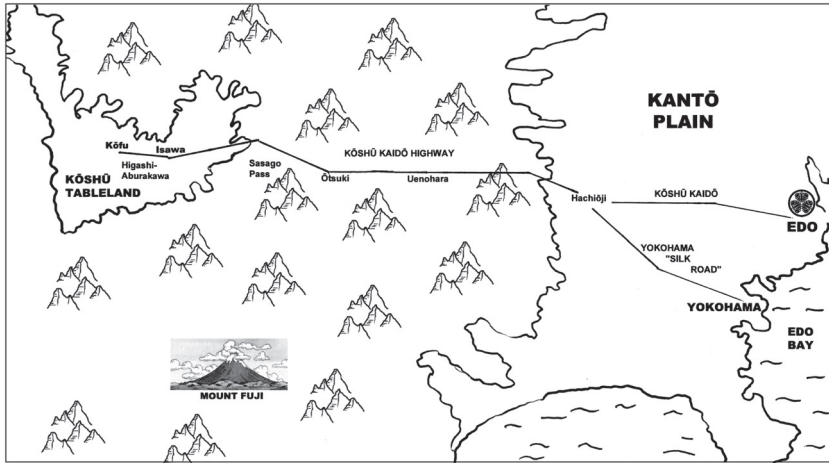 KANTŌ
PLAIN
Kōfu
Isawa
KŌSHŪ KAIDŌ HIGHWAY
Higashi-
Aburakawa
Sasago
Pass
KŌSHŪ
TABLELAND
Ōtsuki
Uenohara
Hachiōji
KŌSHŪ KAIDŌ
EDO
YOKOHAMA
"SILK
ROAD"
YOKOHAMA
EDO
BAY
MOUNT FUJI